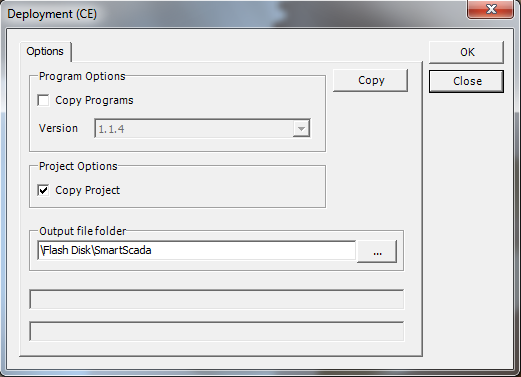 Deployment (CE)
Options
OK
Close
Program Options
Copy
Copy Programs
Version 1.1.4
Project Options
Copy Project
Output file folder
\Flash Disk\SmartScada ...